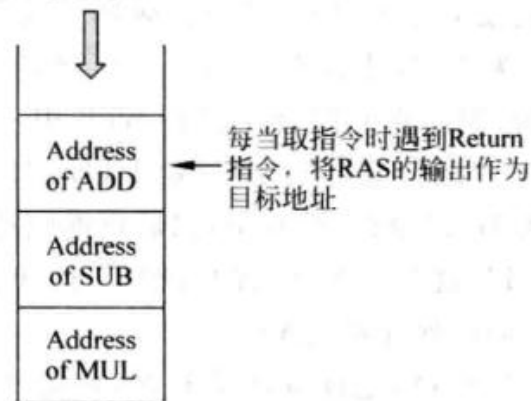 Address
of ADD
每当取指令时遇到Return
指令，将RAS的输出作为
目标地址
Address
of SUB
Address
of MUL